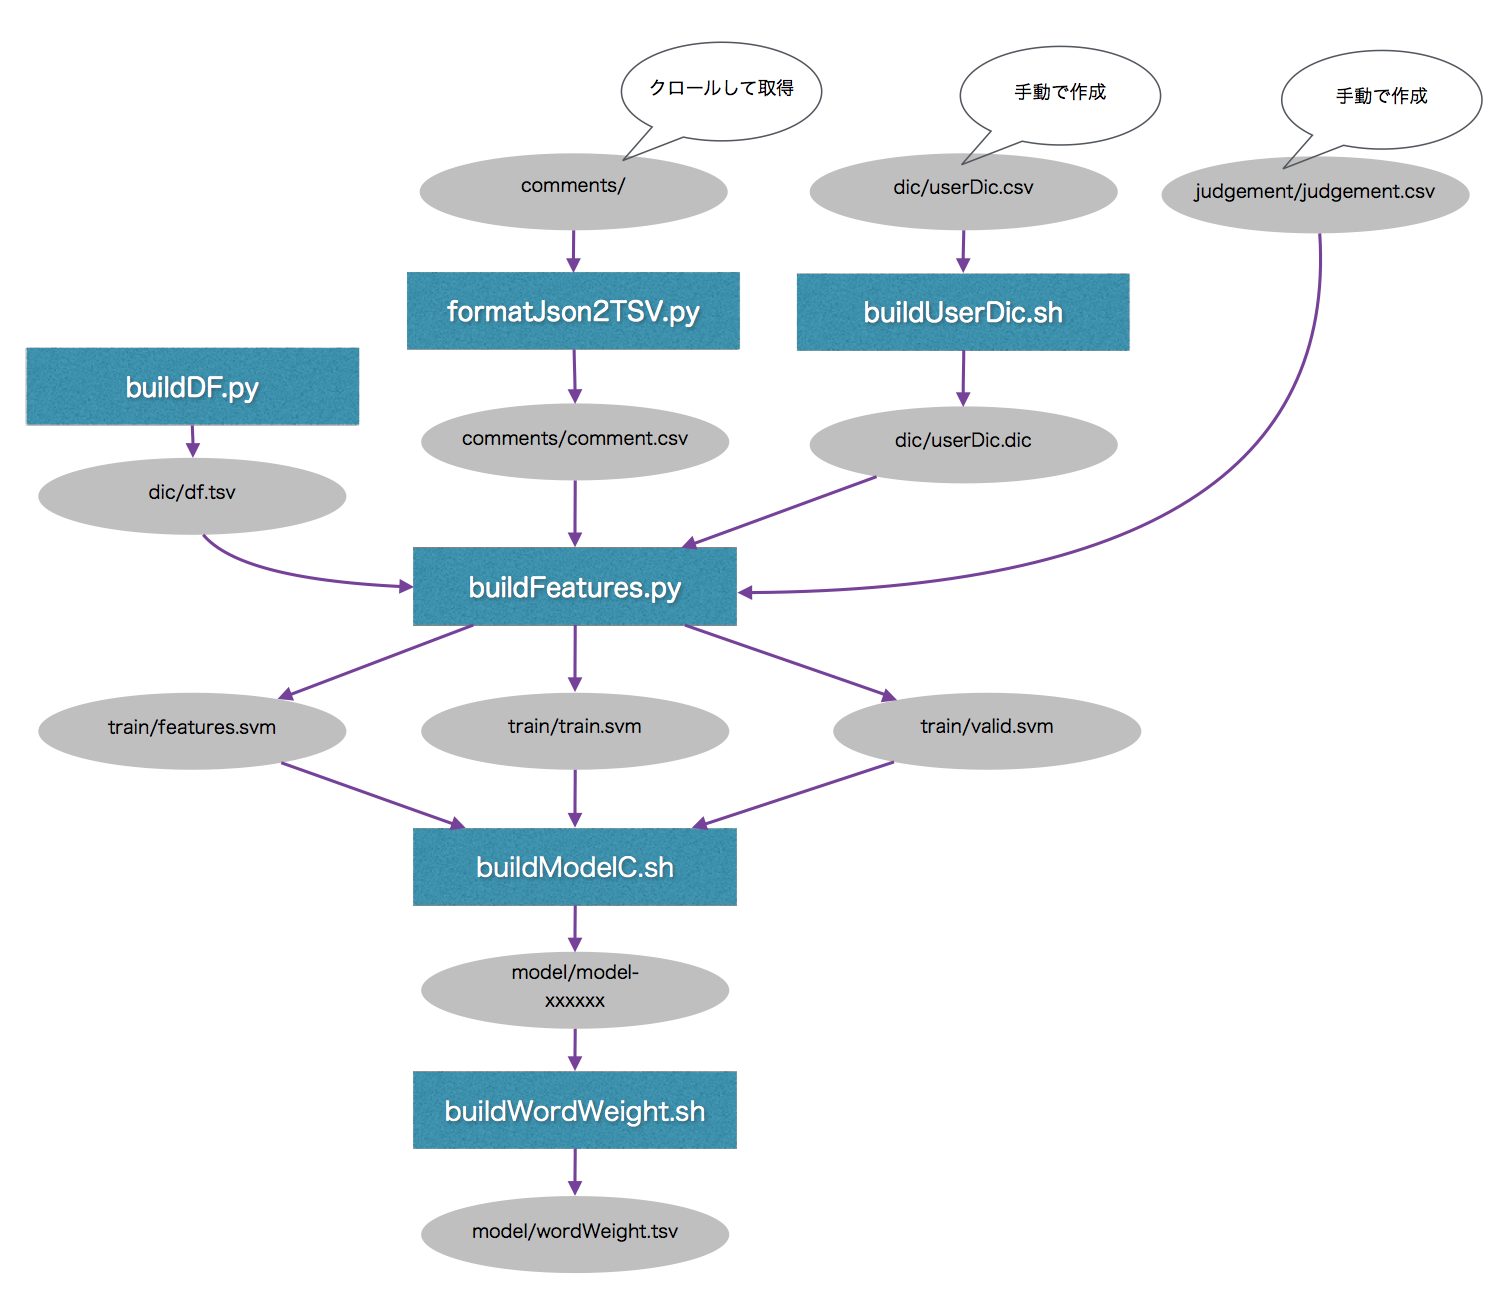 クロールして取得
手動で作成
手動で作成
comments/
dic/userDic.csv
judgement/judgement.csv
formatJson2TSV.py
buildUserDic.sh
buildDF.py
comments/comment.csv
dic/userDic.dic
dic/df.tsv
buildFeatures.py
train/features.svm
train/train.svm
train/valid.svm
buildModelC.sh
model/model-
xxxxxx
buildWordWeight.sh
model/wordWeight.tsv